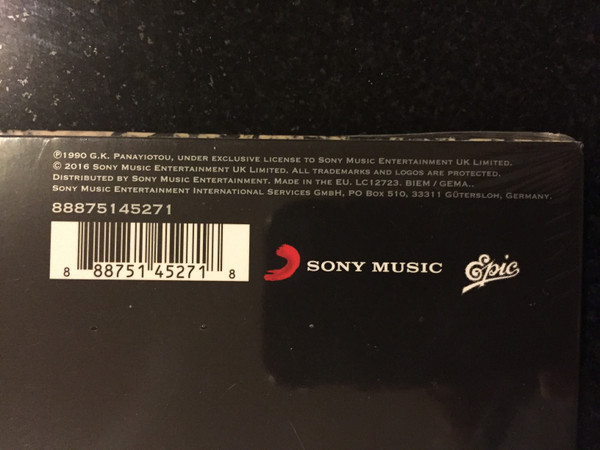 ℗1990 G.K. Panayiotou, under exclusive license to Sony Music Entertainment UK Limited.
© 2016 Sony Music Entertainment UK Limited. All trademarks and logos are protected.
Distributed by Sony Music Entertainment. Made in the EU. LC12723. BIEM / GEMA..
Sony Music Entertainment International Services GmbH, PO Box 510, 33311 Gütersloh, Germany.
88875145271
8 88751 45271 8
SONY MUSIC
Epic